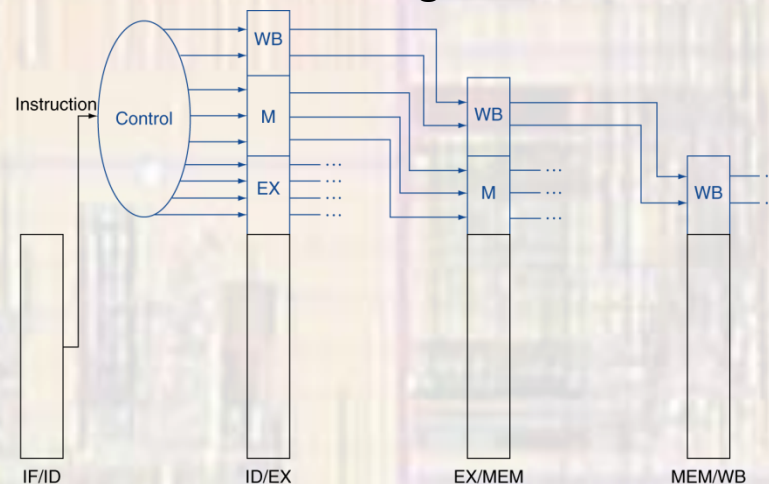 WB
Instruction
Control
M
WB
EX
...
...
...
...
M
...
...
...
WB
...
...
IF/ID
ID/EX
EX/MEM
MEM/WB